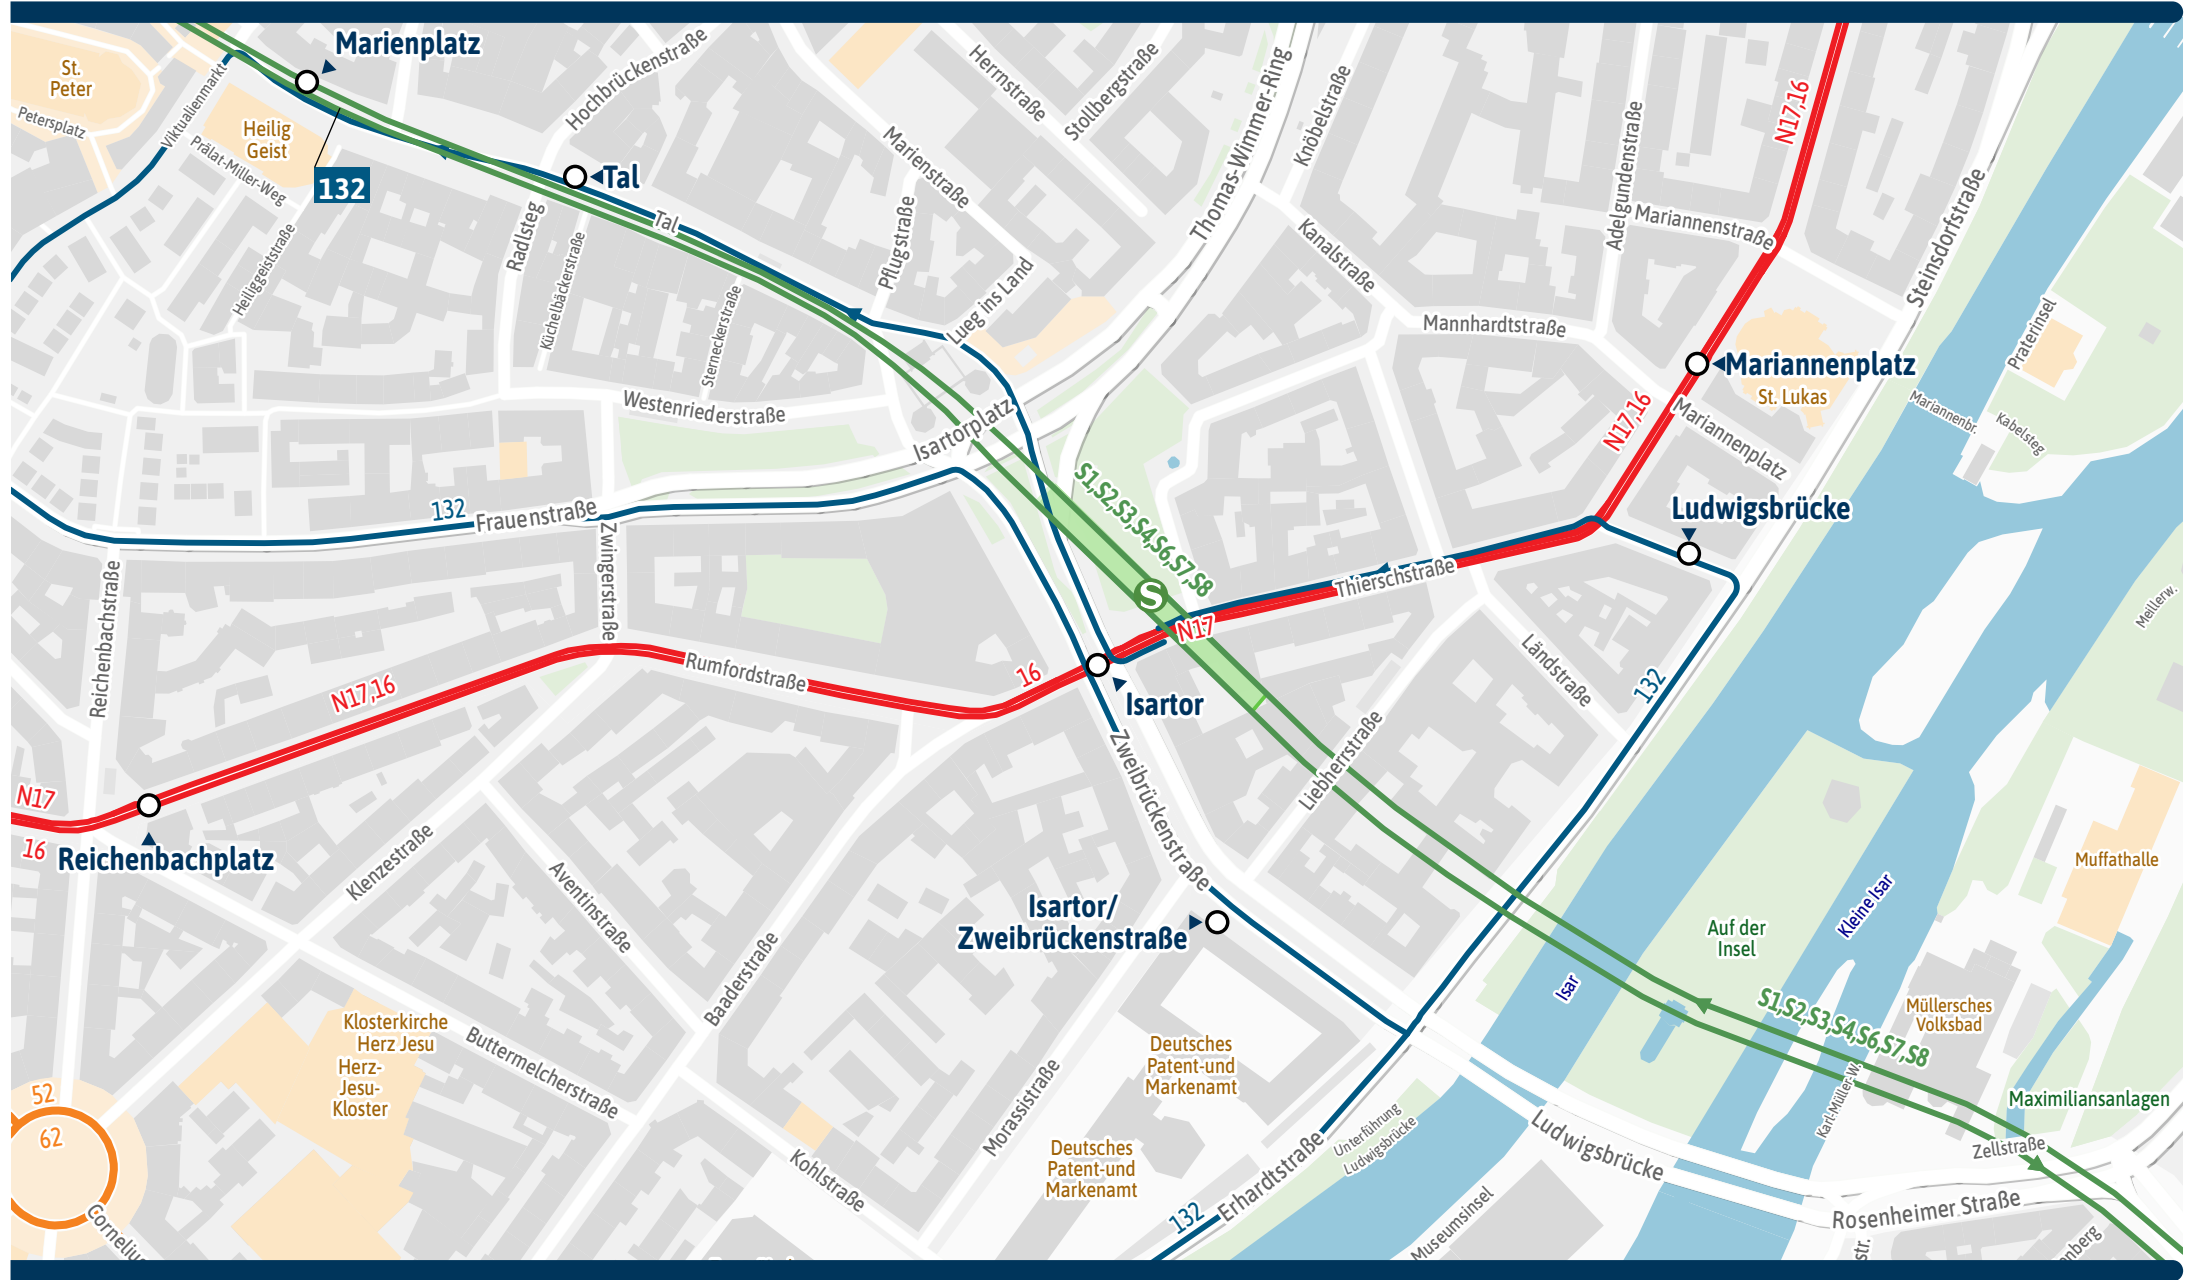 Marienplatz
St.
Peter
Petersplatz
Viktualienmarkt
Heilig
Geist
Prälat-Miller-Weg
Heiliggeiststraße
132
Hochbrückenstraße
Tal
Tal
Radlsteg
Küchelbäckerstraße
Sterneckerstraße
Westenriederstraße
Herrnstraße
Stollbergstraße
Marienstraße
Pflugstraße
Lueg ins Land
Thomas-Wimmer-Ring
Knöbelstraße
Kanalstraße
Adelgundenstraße
Mariannenstraße
Mannhardtstraße
N17,16
Steinsdorfstraße
Praterinsel
Mariannenplatz
St. Lukas
N17,16
Mariannenplatz
Mariannenbr.
Kabelsteg
Isartorplatz
132
Frauenstraße
Zwingerstraße
Reichenbachstraße
S1,S2,S3,S4,S6,S7,S8
S
Ludwigsbrücke
Thierschstraße
N17
Meillerw.
Rumfordstraße
N17,16
16
Isartor
Ländstraße
132
Liebherrstraße
N17
16
Reichenbachplatz
Klenzestraße
Aventinstraße
Baaderstraße
Zweibrückenstraße
Isartor/
Zweibrückenstraße
Muffathalle
Kleine Isar
Auf der
Insel
Isar
S1,S2,S3,S4,S6,S7,S8
Müllersches
Volksbad
Klosterkirche
Herz Jesu
Herz-
Jesu-
Kloster
Buttermelcherstraße
Morassistraße
Deutsches
Patent-und
Markenamt
Deutsches
Patent-und
Markenamt
Kohlstraße
52
62
Cornelius
132
Erhardtstraße
Unterführung
Ludwigsbrücke
Ludwigsbrücke
Karl-Müller-W.
Maximiliansanlagen
Zellstraße
Rosenheimer Straße
Museumsinsel
str.
enberg